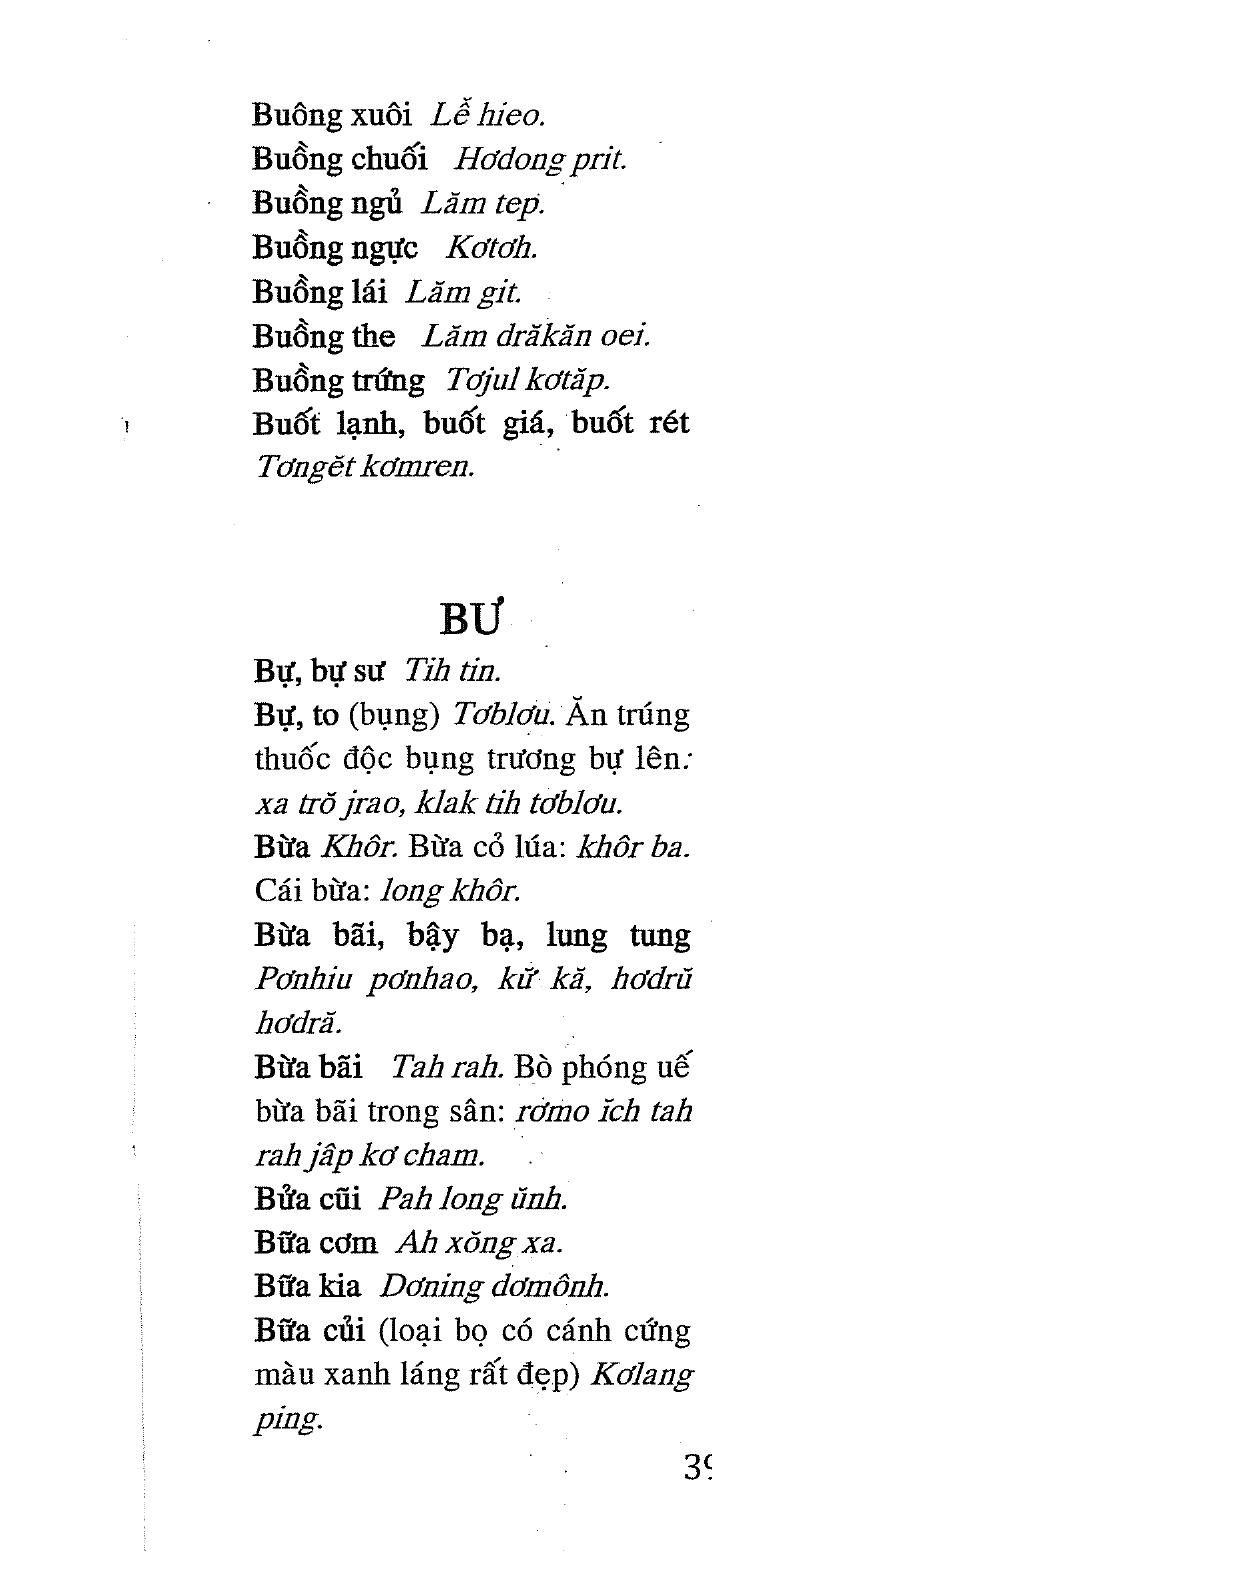 Buông xuôi Lễ hieo.
Buồng chuối Hơdong prit.
Buồng ngủ Lăm tep.
Buồng ngực Kơtơh.
Buồng lái Lăm git.
Buồng the Lăm drăkăn oei.
Buồng trứng Tơjul kơtăp.
Buốt lạnh, buốt giá, buốt rét
Tơngĕt kơmren.
BƯ
Bự, bự sư Tih tin.
Bự, to (bụng) Tơblơu. Ăn trúng
thuốc độc bụng trương bự lên:
xa trŏ jrao, klak tih tơblơu.
Bừa Khôr. Bừa cỏ lúa: khôr ba.
Cái bừa: long khôr.
Bừa bãi, bậy bạ, lung tung
Pơnhiu pơnhao, kư̆ kă, hơdrŭ
hơdră.
Bừa bãi Tah rah. Bò phóng uế
bừa bãi trong sân: rơmo ĭch tah
rah jâp kơ cham.
Bửa cũi Pah long ŭnh.
Bữa cơm Ah xŏng xa.
Bữa kia Dơning dơmônh.
Bữa củi (loại bọ có cánh cứng
màu xanh láng rất đẹp) Kơlang
ping.
39